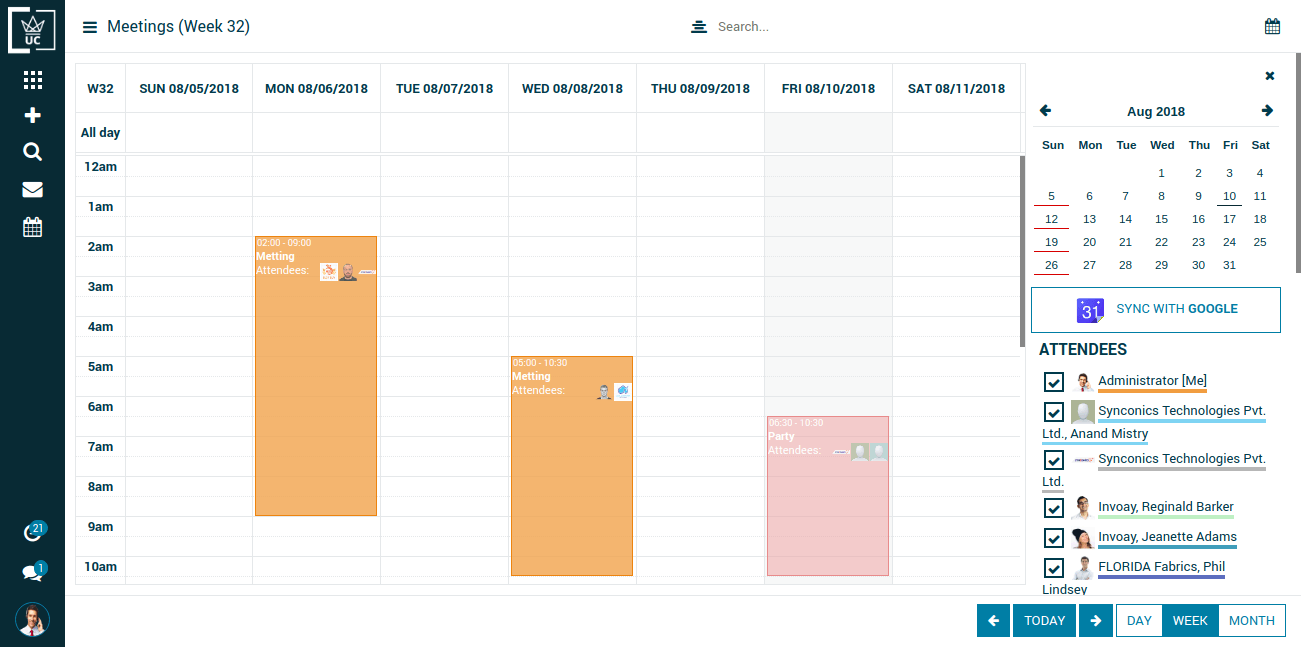 UC
Meetings (Week 32)
Search...
W32 SUN 08/05/2018 MON 08/06/2018 TUE 08/07/2018 WED 08/08/2018 THU 08/09/2018 FRI 08/10/2018 SAT 08/11/2018
All day
12am
1am
2am
3am
4am
5am
6am
7am
8am
9am
10am
02:00 - 09:00
Metting
Attendees:
05:00 - 10:30
Metting
Attendees:
06:30 - 10:30
Party
Attendees:
Aug 2018
Sun Mon Tue Wed Thu Fri Sat
1 2 3 4
5 6 7 8 9 10 11
12 13 14 15 16 17 18
19 20 21 22 23 24 25
26 27 28 29 30 31
31 SYNC WITH GOOGLE
ATTENDEES
Administrator [Me]
Synconics Technologies Pvt.
Ltd., Anand Mistry
Synconics Technologies Pvt.
Ltd.
Invoay, Reginald Barker
Invoay, Jeanette Adams
FLORIDA Fabrics, Phil
Lindsey
21
1
TODAY DAY WEEK MONTH